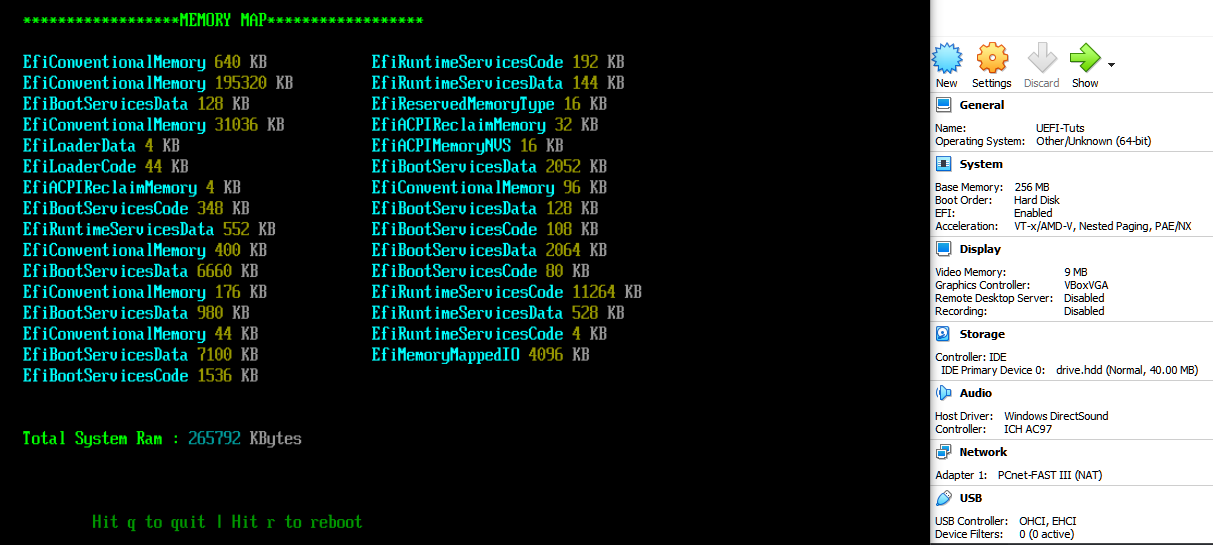 ******************MEMORY MAP******************
EfiConventionalMemory 640 KB
EfiConventionalMemory 195320 KB
EfiBootServicesData 128 KB
EfiConventionalMemory 31036 KB
EfiLoaderData 4 KB
EfiLoaderCode 44 KB
EfiACPIReclaimMemory 4 KB
EfiBootServicesCode 348 KB
EfiRuntimeServicesData 552 KB
EfiConventionalMemory 400 KB
EfiBootServicesData 6660 KB
EfiConventionalMemory 176 KB
EfiBootServicesData 980 KB
EfiConventionalMemory 44 KB
EfiBootServicesData 7100 KB
EfiBootServicesCode 1536 KB
EfiRuntimeServicesCode 192 KB
EfiRuntimeServicesData 144 KB
EfiReservedMemoryType 16 KB
EfiACPIReclaimMemory 32 KB
EfiACPIMemoryNVS 16 KB
EfiBootServicesData 2052 KB
EfiConventionalMemory 96 KB
EfiBootServicesData 128 KB
EfiBootServicesCode 108 KB
EfiBootServicesData 2064 KB
EfiBootServicesCode 80 KB
EfiRuntimeServicesCode 11264 KB
EfiRuntimeServicesData 528 KB
EfiRuntimeServicesCode 4 KB
EfiMemoryMappedIO 4096 KB
Total System Ram : 265792 KBytes
Hit q to quit | Hit r to reboot
New Settings Discard Show
General
Name: UEFI-Tuts
Operating System: Other/Unknown (64-bit)
System
Base Memory: 256 MB
Boot Order: Hard Disk
EFI: Enabled
Acceleration: VT-x/AMD-V, Nested Paging, PAE/NX
Display
Video Memory: 9 MB
Graphics Controller: VBoxVGA
Remote Desktop Server: Disabled
Recording: Disabled
Storage
Controller: IDE
IDE Primary Device 0: drive.hdd (Normal, 40.00 MB)
Audio
Host Driver: Windows DirectSound
Controller: ICH AC97
Network
Adapter 1: PCnet-FAST III (NAT)
USB
USB Controller: OHCI, EHCI
Device Filters: 0 (0 active)